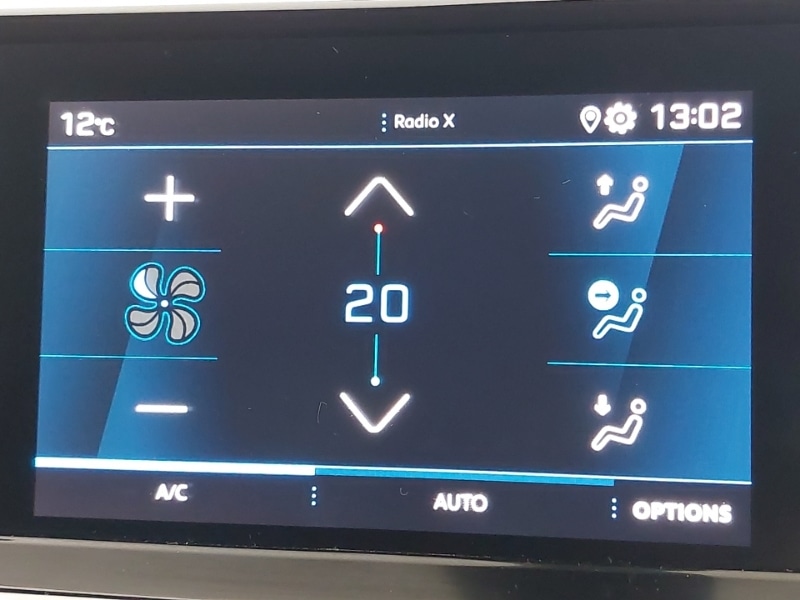 12°C Radio X 13:02
20
A/C AUTO OPTIONS